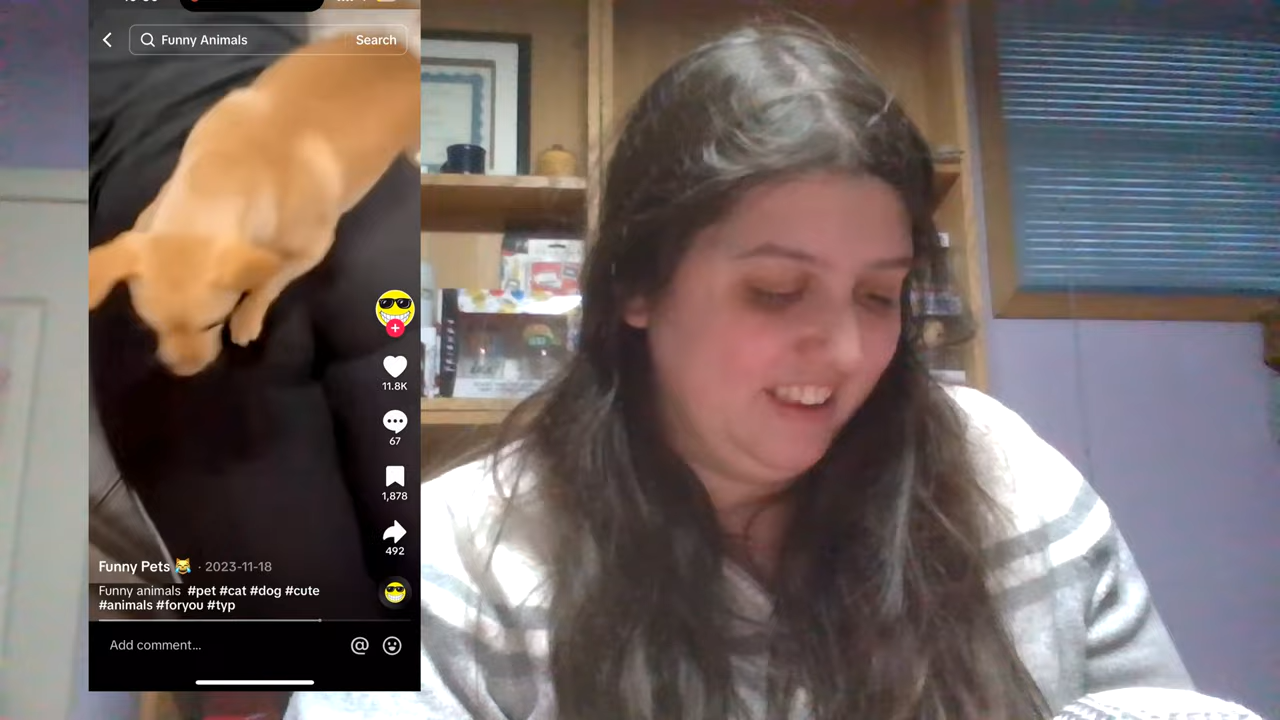 Funny Animals
Search
11.8K
67
1,878
492
Funny Pets 😹 · 2023-11-18
Funny animals #pet #cat #dog #cute
#animals #foryou #typ
Add comment...
FRIENDS